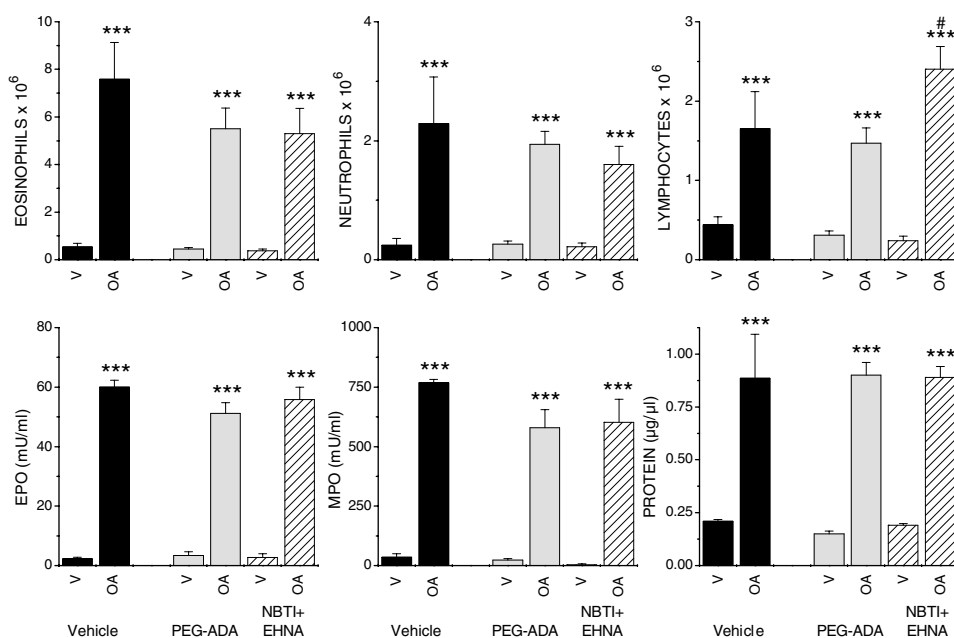 EOSINOPHILS x 10^6
10
8
6
4
2
0
***
***
***
V
OA
V
OA
V
OA
NEUTROPHILS x 10^6
4
2
0
***
***
***
V
OA
V
OA
V
OA
LYMPHOCYTES x 10^6
3
2
1
0
***
***
#
***
V
OA
V
OA
V
OA
EPO (mU/ml)
80
60
40
20
0
***
***
***
V
OA
V
OA
V
OA
Vehicle
PEG-ADA
NBTI+
EHNA
MPO (mU/ml)
1000
750
500
250
0
***
***
***
V
OA
V
OA
V
OA
Vehicle
PEG-ADA
NBTI+
EHNA
PROTEIN (µg/µl)
1.00
0.75
0.50
0.25
0.00
***
***
***
V
OA
V
OA
V
OA
Vehicle
PEG-ADA
NBTI+
EHNA